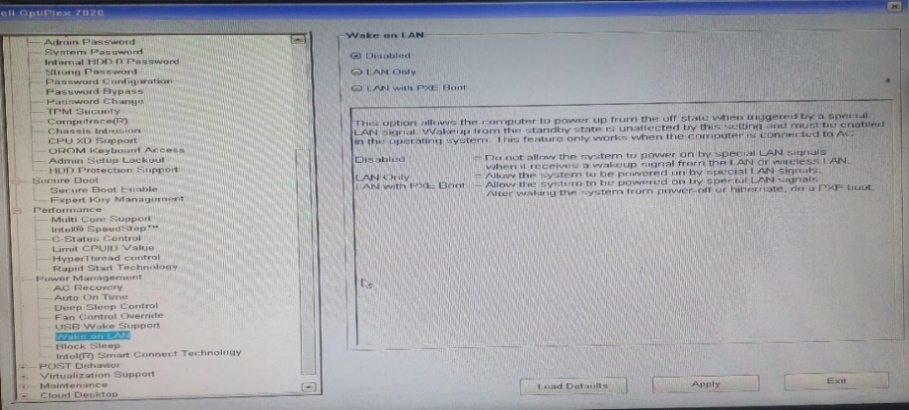 ell OptiPlex 7020
Admin Password
System Password
Internal HDD-0 Password
Strong Password
Password Configuration
Password Bypass
Password Change
TPM Security
Computrace(R)
Chassis Intrusion
CPU XD Support
OROM Keyboard Access
Admin Setup Lockout
HDD Protection Support
Secure Boot
Secure Boot Enable
Expert Key Management
Performance
Multi Core Support
Intel® SpeedStep™
C-States Control
Limit CPUID Value
HyperThread control
Rapid Start Technology
Power Management
AC Recovery
Auto On Time
Deep Sleep Control
Fan Control Override
USB Wake Support
Wake on LAN
Block Sleep
Intel(R) Smart Connect Technology
POST Behavior
Virtualization Support
Maintenance
Cloud Desktop
Wake on LAN
Disabled
LAN Only
LAN with PXE Boot
This option allows the computer to power up from the off state when triggered by a special
LAN signal. Wakeup from the standby state is unaffected by this setting and must be enabled
in the operating system. This feature only works when the computer is connected to AC
Disabled = Do not allow the system to power on by special LAN signals
when it receives a wakeup signal from the LAN or wireless LAN.
LAN Only = Allow the system to be powered on by special LAN signals.
LAN with PXE Boot = Allow the system to be powered on by special LAN signals
After waking the system from power-off or hibernate, do a PXE boot.
Load Defaults
Apply
Exit